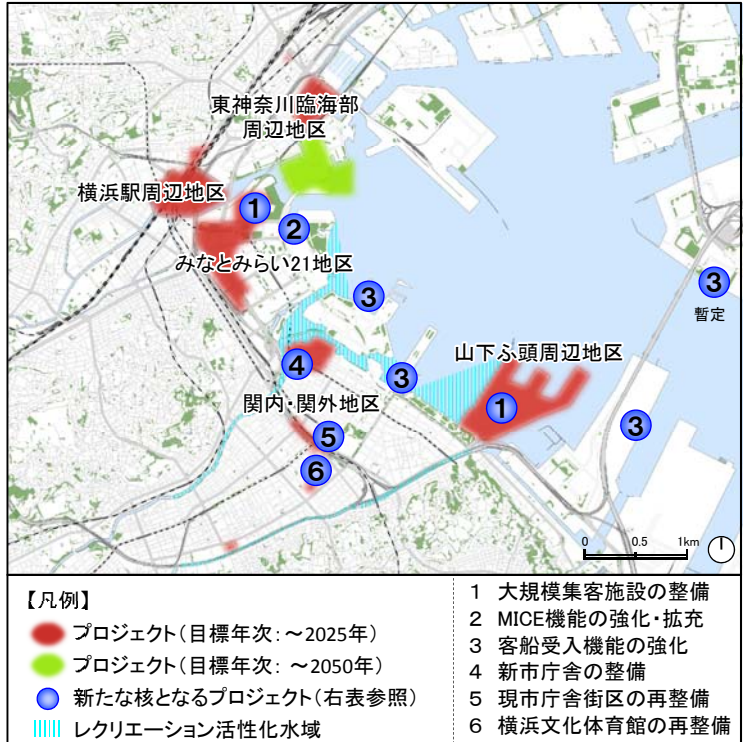 東神奈川臨海部
周辺地区
横浜駅周辺地区
1
2
みなとみらい21地区
3
3
暫定
山下ふ頭周辺地区
4
3
1
関内・関外地区
3
5
6
0 0.5 1km
【凡例】
プロジェクト(目標年次:～2025年)
プロジェクト(目標年次:～2050年)
新たな核となるプロジェクト(右表参照)
レクリエーション活性化水域
1 大規模集客施設の整備
2 MICE機能の強化・拡充
3 客船受入機能の強化
4 新市庁舎の整備
5 現市庁舎街区の再整備
6 横浜文化体育館の再整備